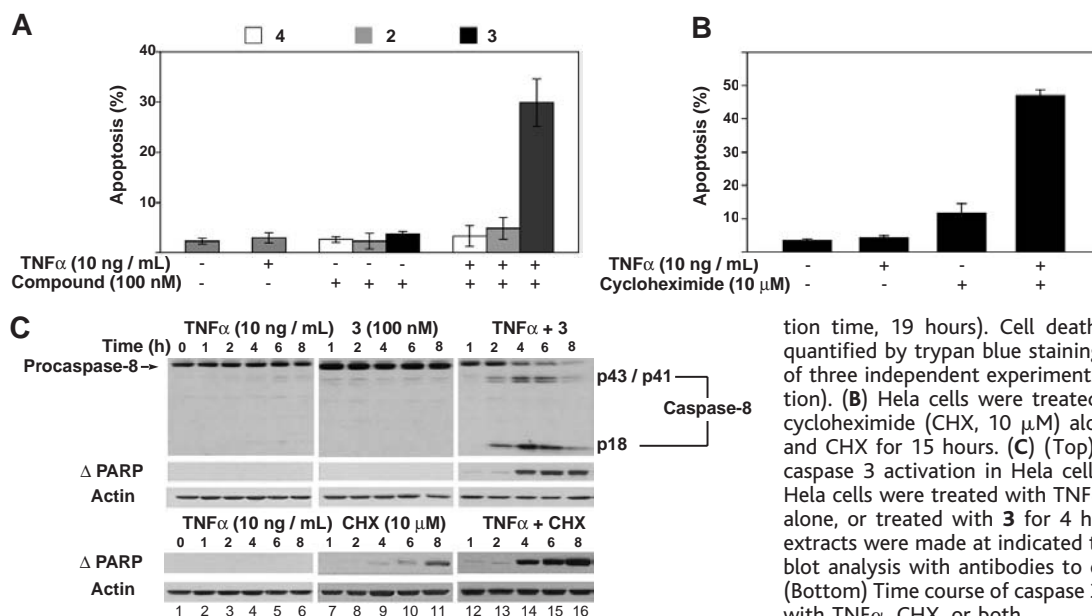 A
4 2 3
Apoptosis (%)
40
30
20
10
TNFα (10 ng / mL) - + - - - + + +
Compound (100 nM) - - + + + + + +
B
Apoptosis (%)
50
40
30
20
10
TNFα (10 ng / mL) - + - +
Cycloheximide (10 μM) - - + +
C
TNFα (10 ng / mL) 3 (100 nM) TNFα + 3
Time (h) 0 1 2 4 6 8 1 2 4 6 8 1 2 4 6 8
Procaspase-8
p43 / p41
Caspase-8
p18
Δ PARP
Actin
TNFα (10 ng / mL) CHX (10 μM) TNFα + CHX
0 1 2 4 6 8 1 2 4 6 8 1 2 4 6 8
Δ PARP
Actin
1 2 3 4 5 6 7 8 9 10 11 12 13 14 15 16
tion time, 19 hours). Cell death
quantified by trypan blue staining
of three independent experiment
tion). (B) Hela cells were treated
cycloheximide (CHX, 10 μM) alo
and CHX for 15 hours. (C) (Top)
caspase 3 activation in Hela cell
Hela cells were treated with TNF
alone, or treated with 3 for 4 h
extracts were made at indicated t
blot analysis with antibodies to
(Bottom) Time course of caspase
with TNFα, CHX, or both